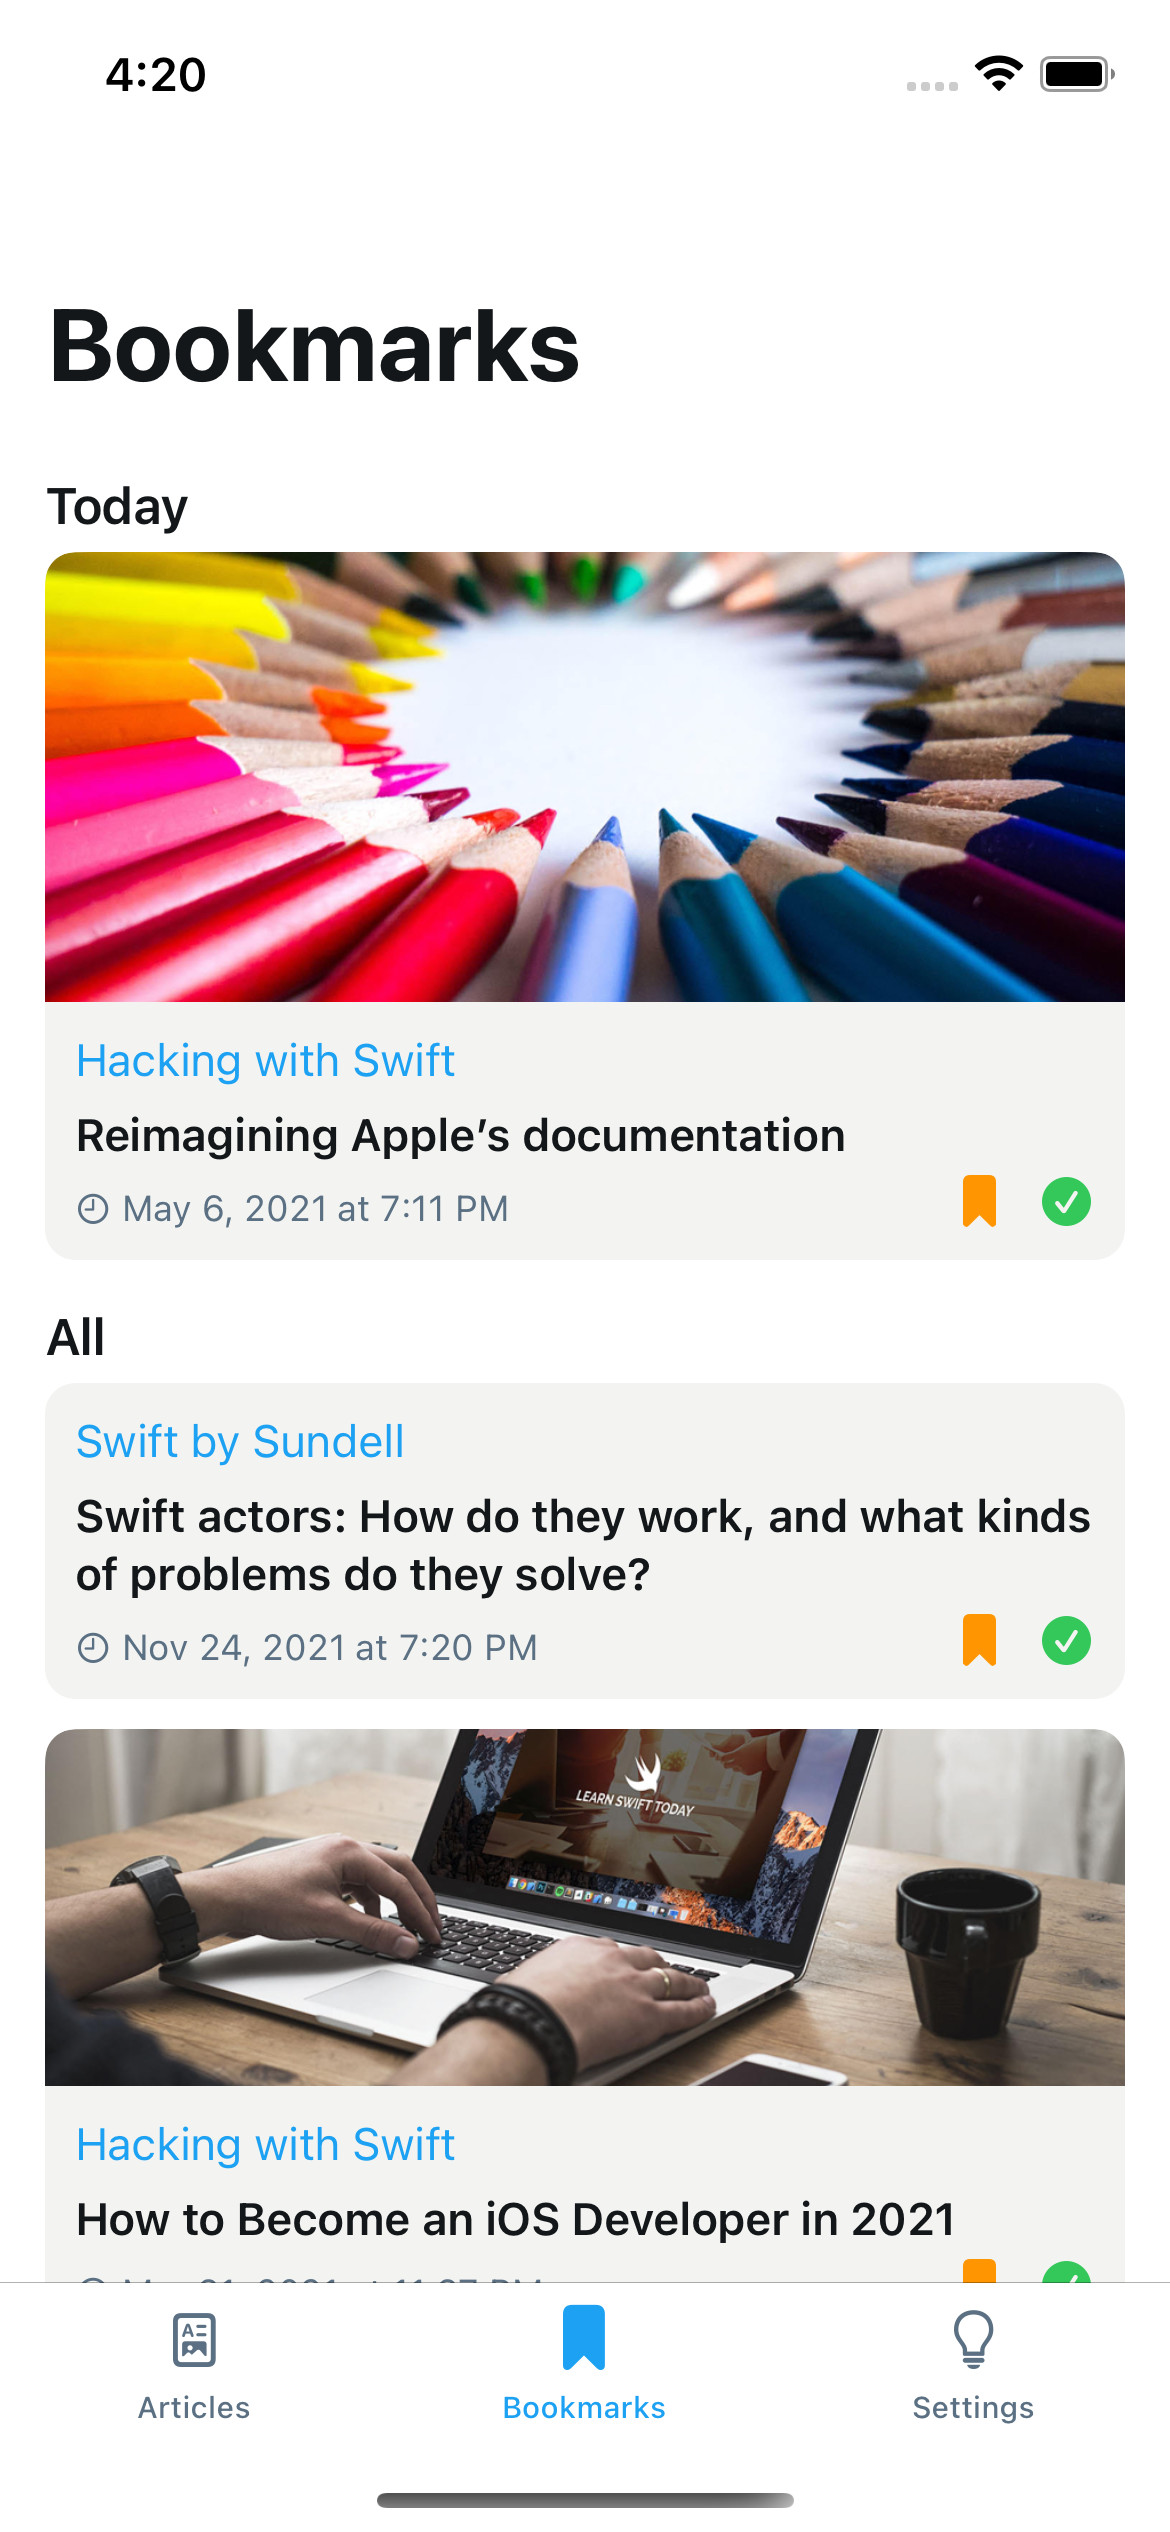 4:20
Bookmarks
Today
Hacking with Swift
Reimagining Apple’s documentation
May 6, 2021 at 7:11 PM
All
Swift by Sundell
Swift actors: How do they work, and what kinds
of problems do they solve?
Nov 24, 2021 at 7:20 PM
LEARN SWIFT TODAY
Hacking with Swift
How to Become an iOS Developer in 2021
Articles
Bookmarks
Settings